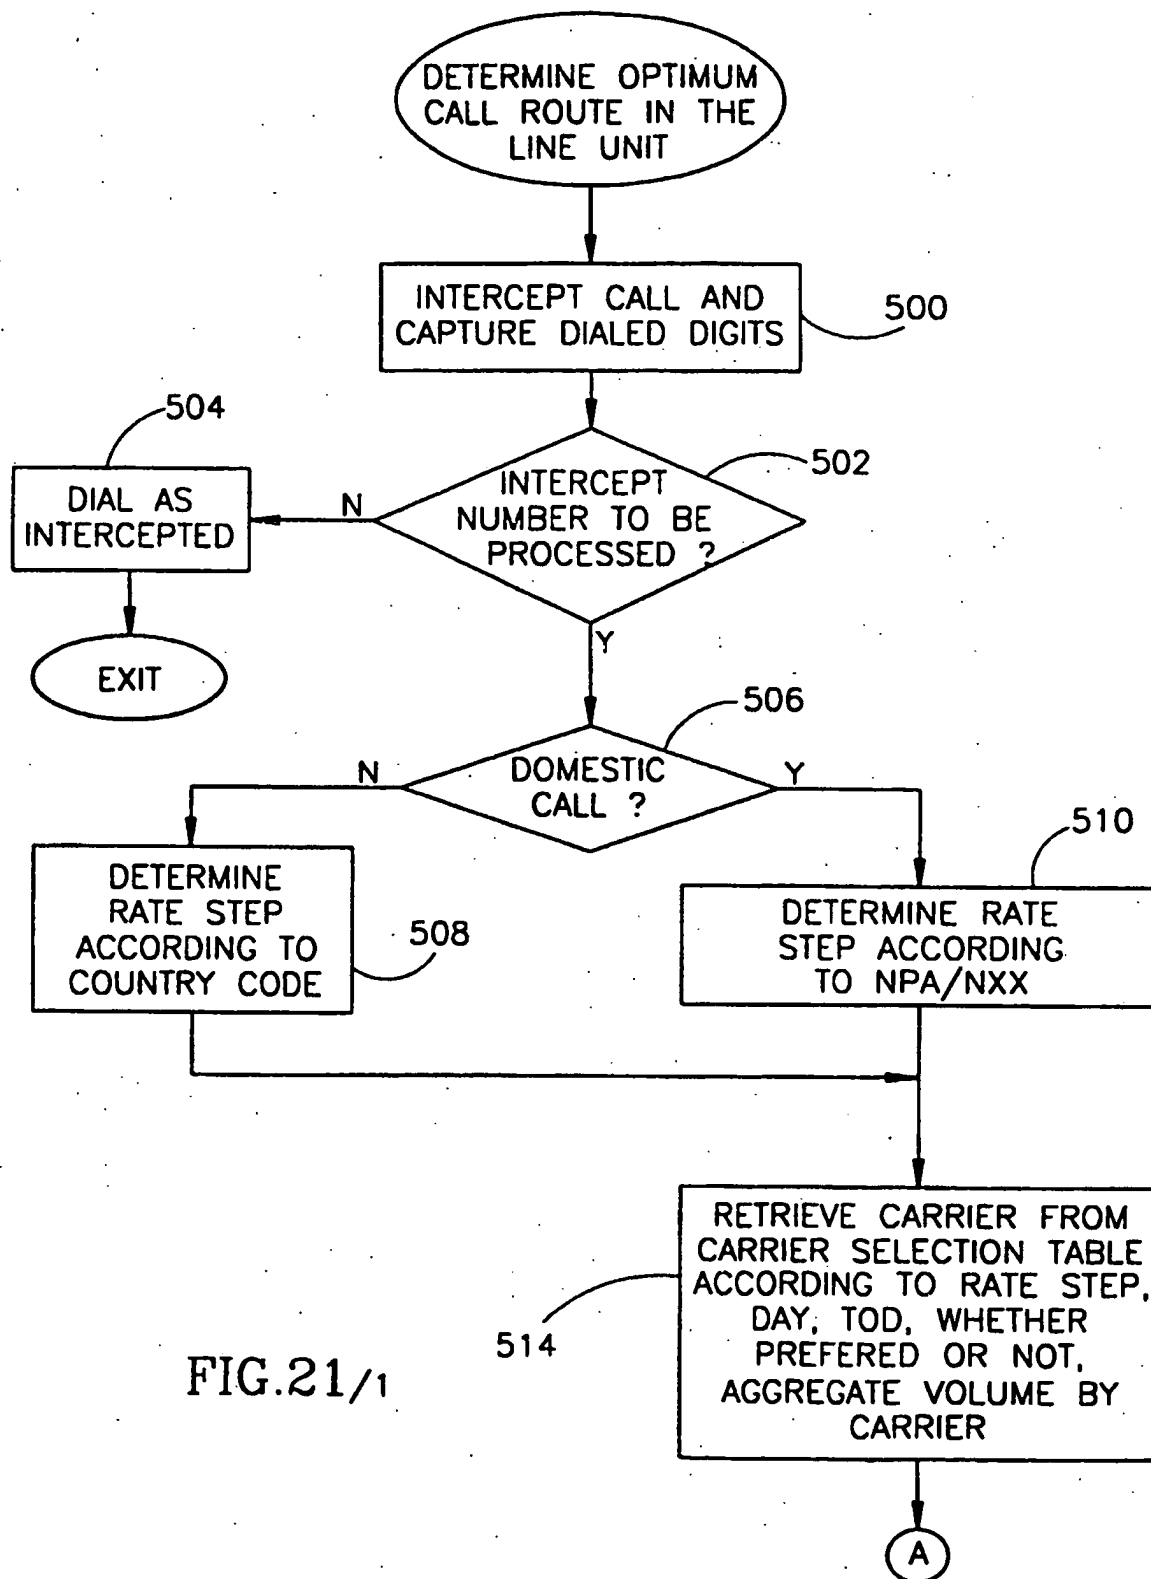 DETERMINE OPTIMUM
CALL ROUTE IN THE
LINE UNIT
INTERCEPT CALL AND
CAPTURE DIALED DIGITS
500
504
DIAL AS
INTERCEPTED
N
INTERCEPT
NUMBER TO BE
PROCESSED ?
502
EXIT
Y
506
N
DOMESTIC
CALL ?
Y
510
DETERMINE
RATE STEP
ACCORDING TO
COUNTRY CODE
508
DETERMINE RATE
STEP ACCORDING
TO NPA/NXX
RETRIEVE CARRIER FROM
CARRIER SELECTION TABLE
ACCORDING TO RATE STEP,
DAY, TOD, WHETHER
PREFERED OR NOT,
AGGREGATE VOLUME BY
CARRIER
514
FIG.21/1
A